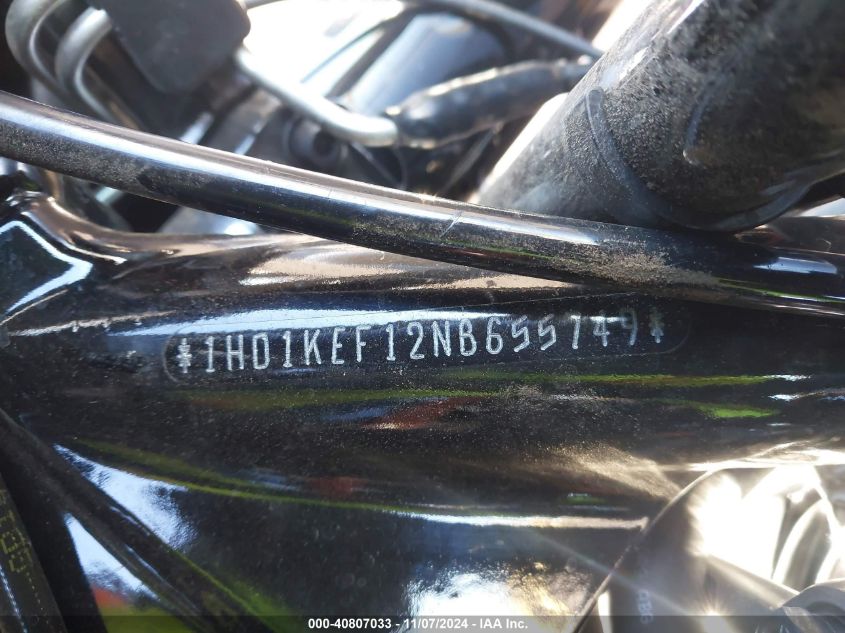 *1HD1KEF12NB655749*
000-40807033 - 11/07/2024 - IAA Inc.